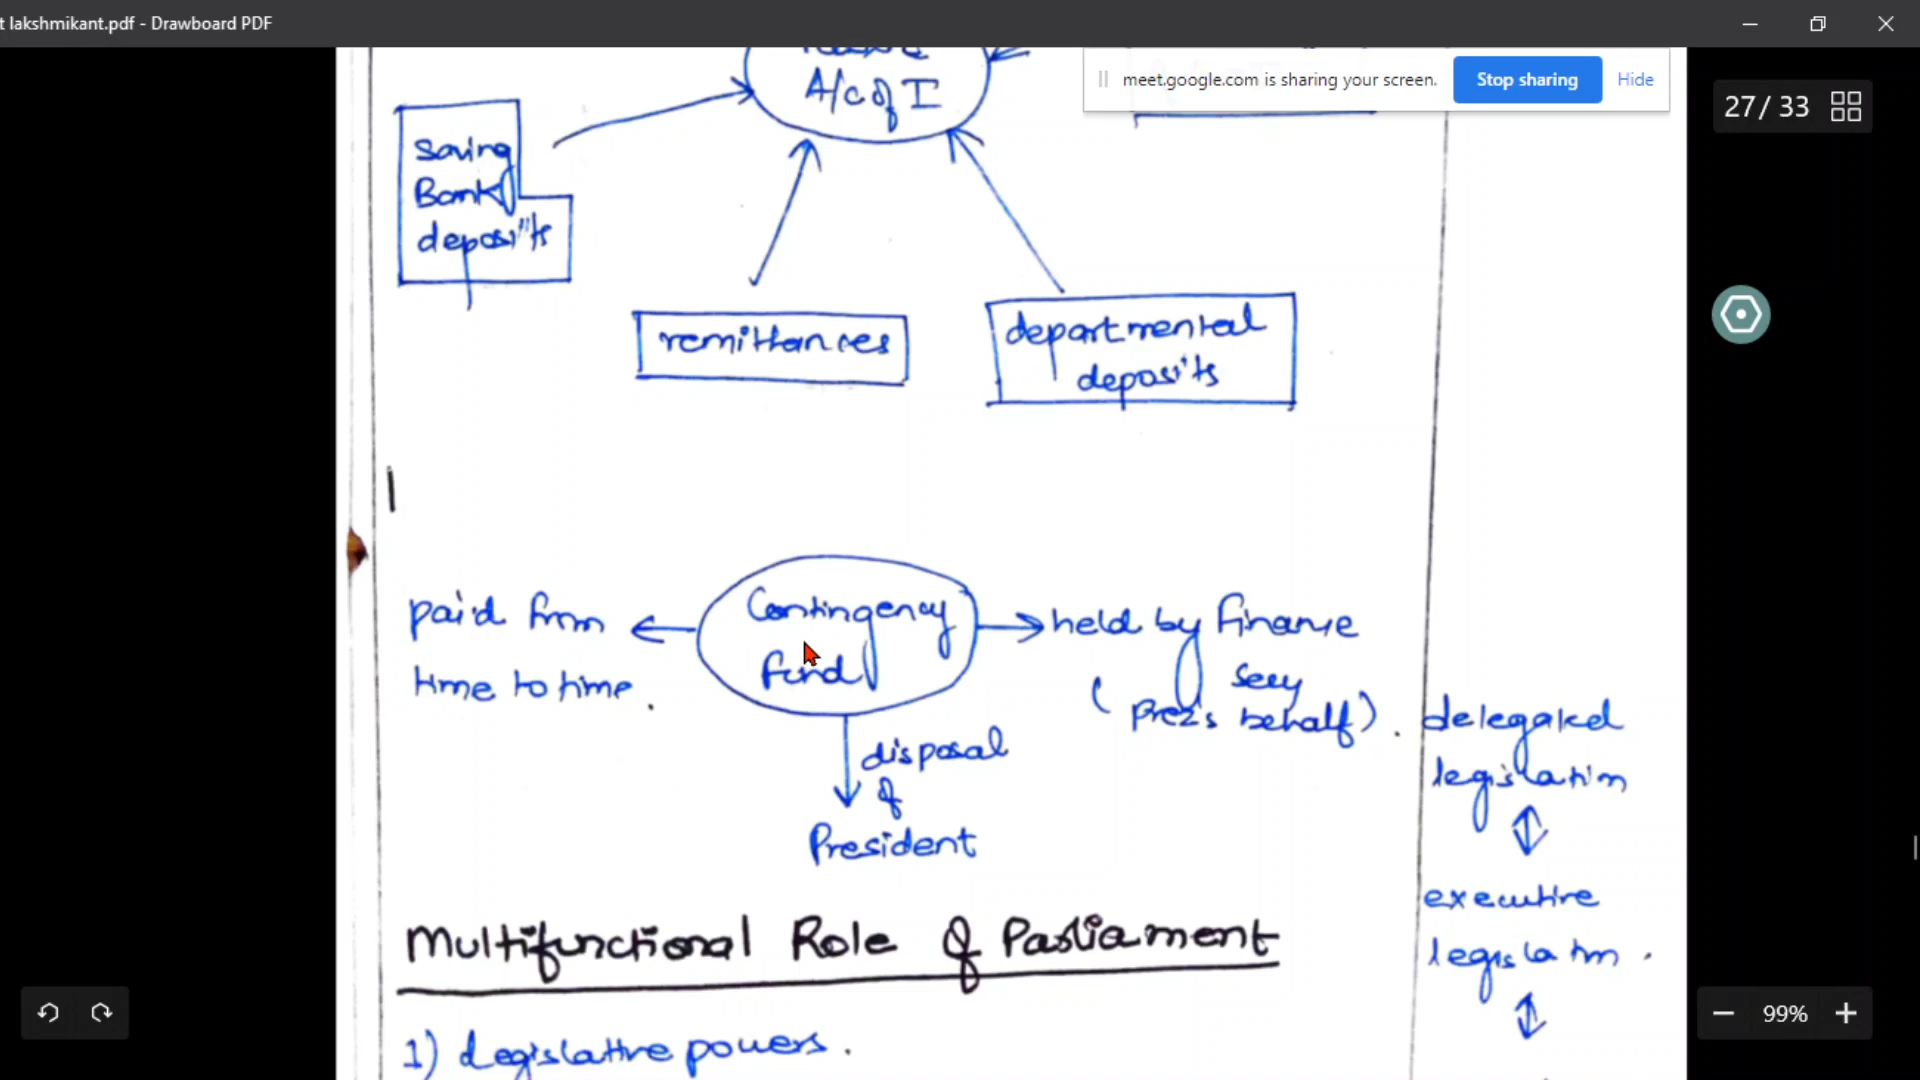 t lakshmikant.pdf - Drawboard PDF
meet.google.com is sharing your screen.
Stop sharing
Hide
27/ 33
A/c of I
Saving
Bank
deposits
remittances
departmental
deposits
paid from
time to time.
Contingency
fund
held by finance
Secy
(Prez's behalf).
disposal
of
President
delegated
legislation
executive
legislation.
Multifunctional Role of Parliament
1) Legislative powers.
99%